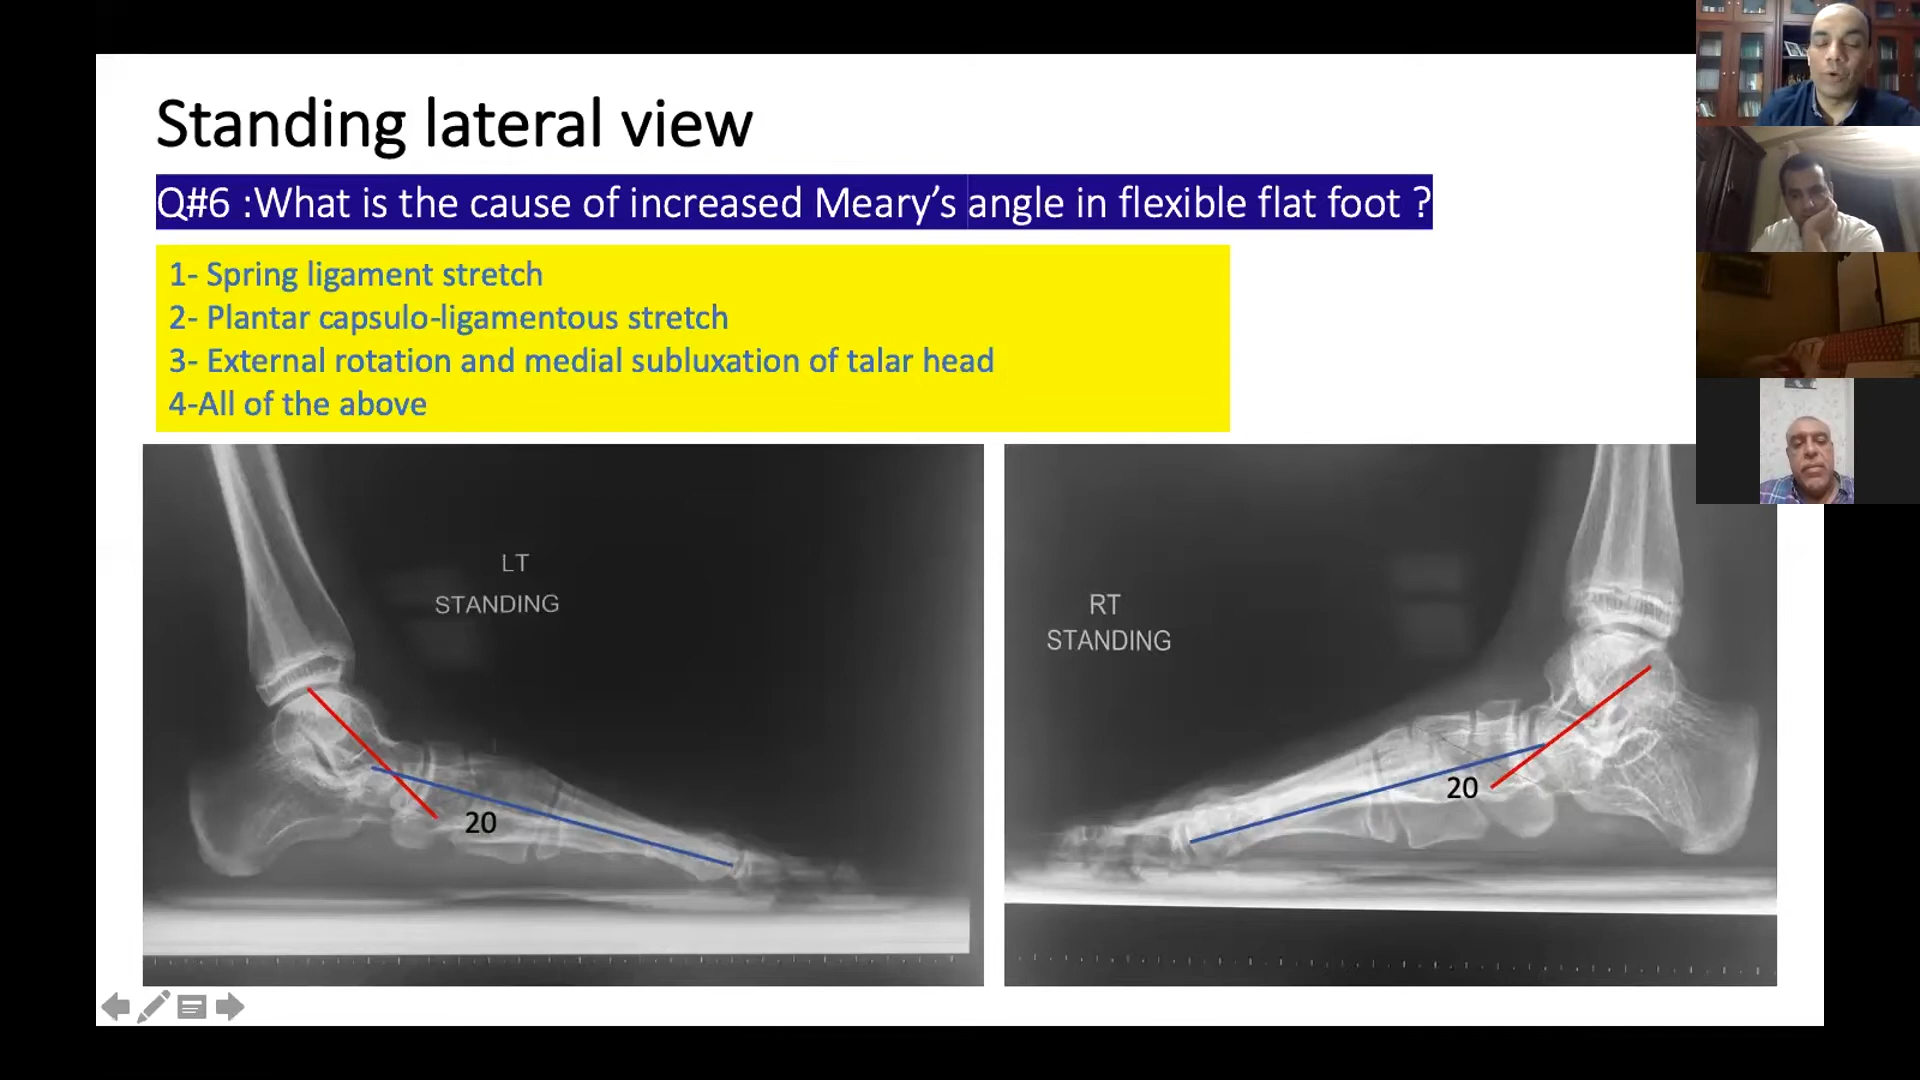 Standing lateral view
Q#6 :What is the cause of increased Meary’s angle in flexible flat foot ?
1- Spring ligament stretch
2- Plantar capsulo-ligamentous stretch
3- External rotation and medial subluxation of talar head
4-All of the above
LT
STANDING
20
RT
STANDING
20